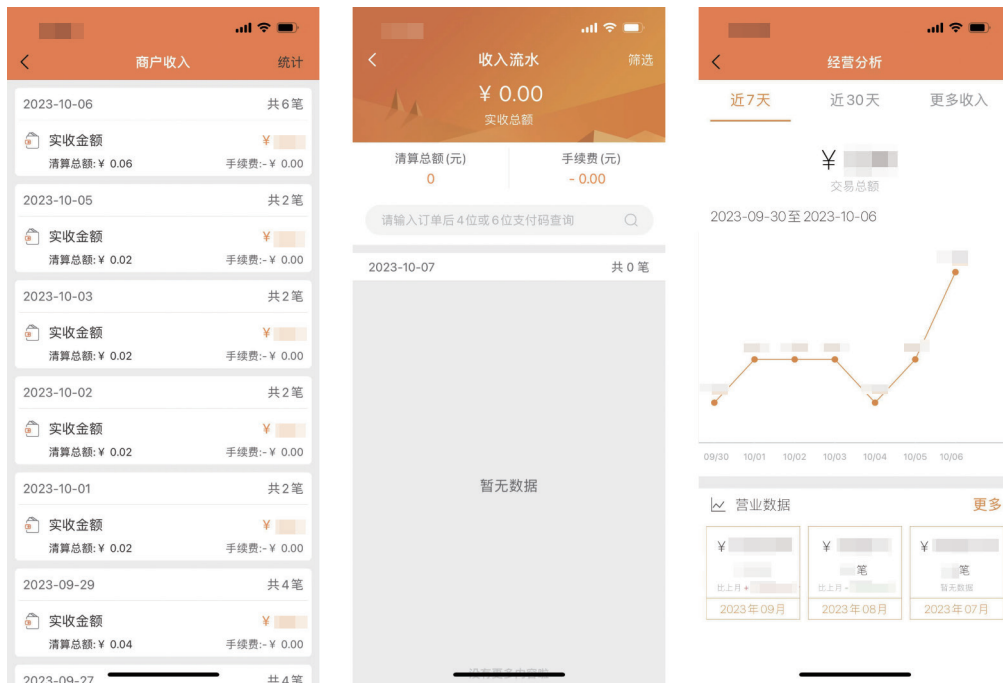 商户收入
统计
2023-10-06
共6笔
实收金额
¥
清算总额:¥ 0.06
手续费:-¥ 0.00
2023-10-05
共2笔
实收金额
¥
清算总额:¥ 0.02
手续费:-¥ 0.00
2023-10-03
共2笔
实收金额
¥
清算总额:¥ 0.02
手续费:-¥ 0.00
2023-10-02
共2笔
实收金额
¥
清算总额:¥ 0.02
手续费:-¥ 0.00
2023-10-01
共2笔
实收金额
¥
清算总额:¥ 0.02
手续费:-¥ 0.00
2023-09-29
共4笔
实收金额
¥
清算总额:¥ 0.04
手续费:-¥ 0.00
2023-09-27
共4笔
收入流水
筛选
¥ 0.00
实收总额
清算总额(元)
手续费(元)
0
- 0.00
请输入订单后4位或6位支付码查询
2023-10-07
共 0 笔
暂无数据
经营分析
近7天
近30天
更多收入
¥
交易总额
2023-09-30至2023-10-06
09/30
10/01
10/02
10/03
10/04
10/05
10/06
营业数据
更多
¥
比上月+
2023年09月
¥
笔
比上月-
2023年08月
¥
笔
暂无数据
2023年07月